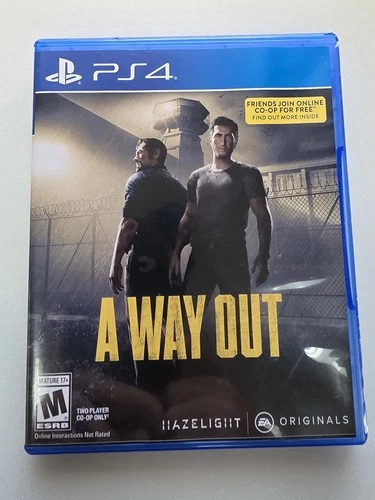 PS4
FRIENDS JOIN ONLINE
CO-OP FOR FREE™
FIND OUT MORE INSIDE
A WAY OUT
MATURE 17+
M
ESRB
TWO-PLAYER
CO-OP ONLY
Online Interactions Not Rated
HAZELIGHT
EA ORIGINALS